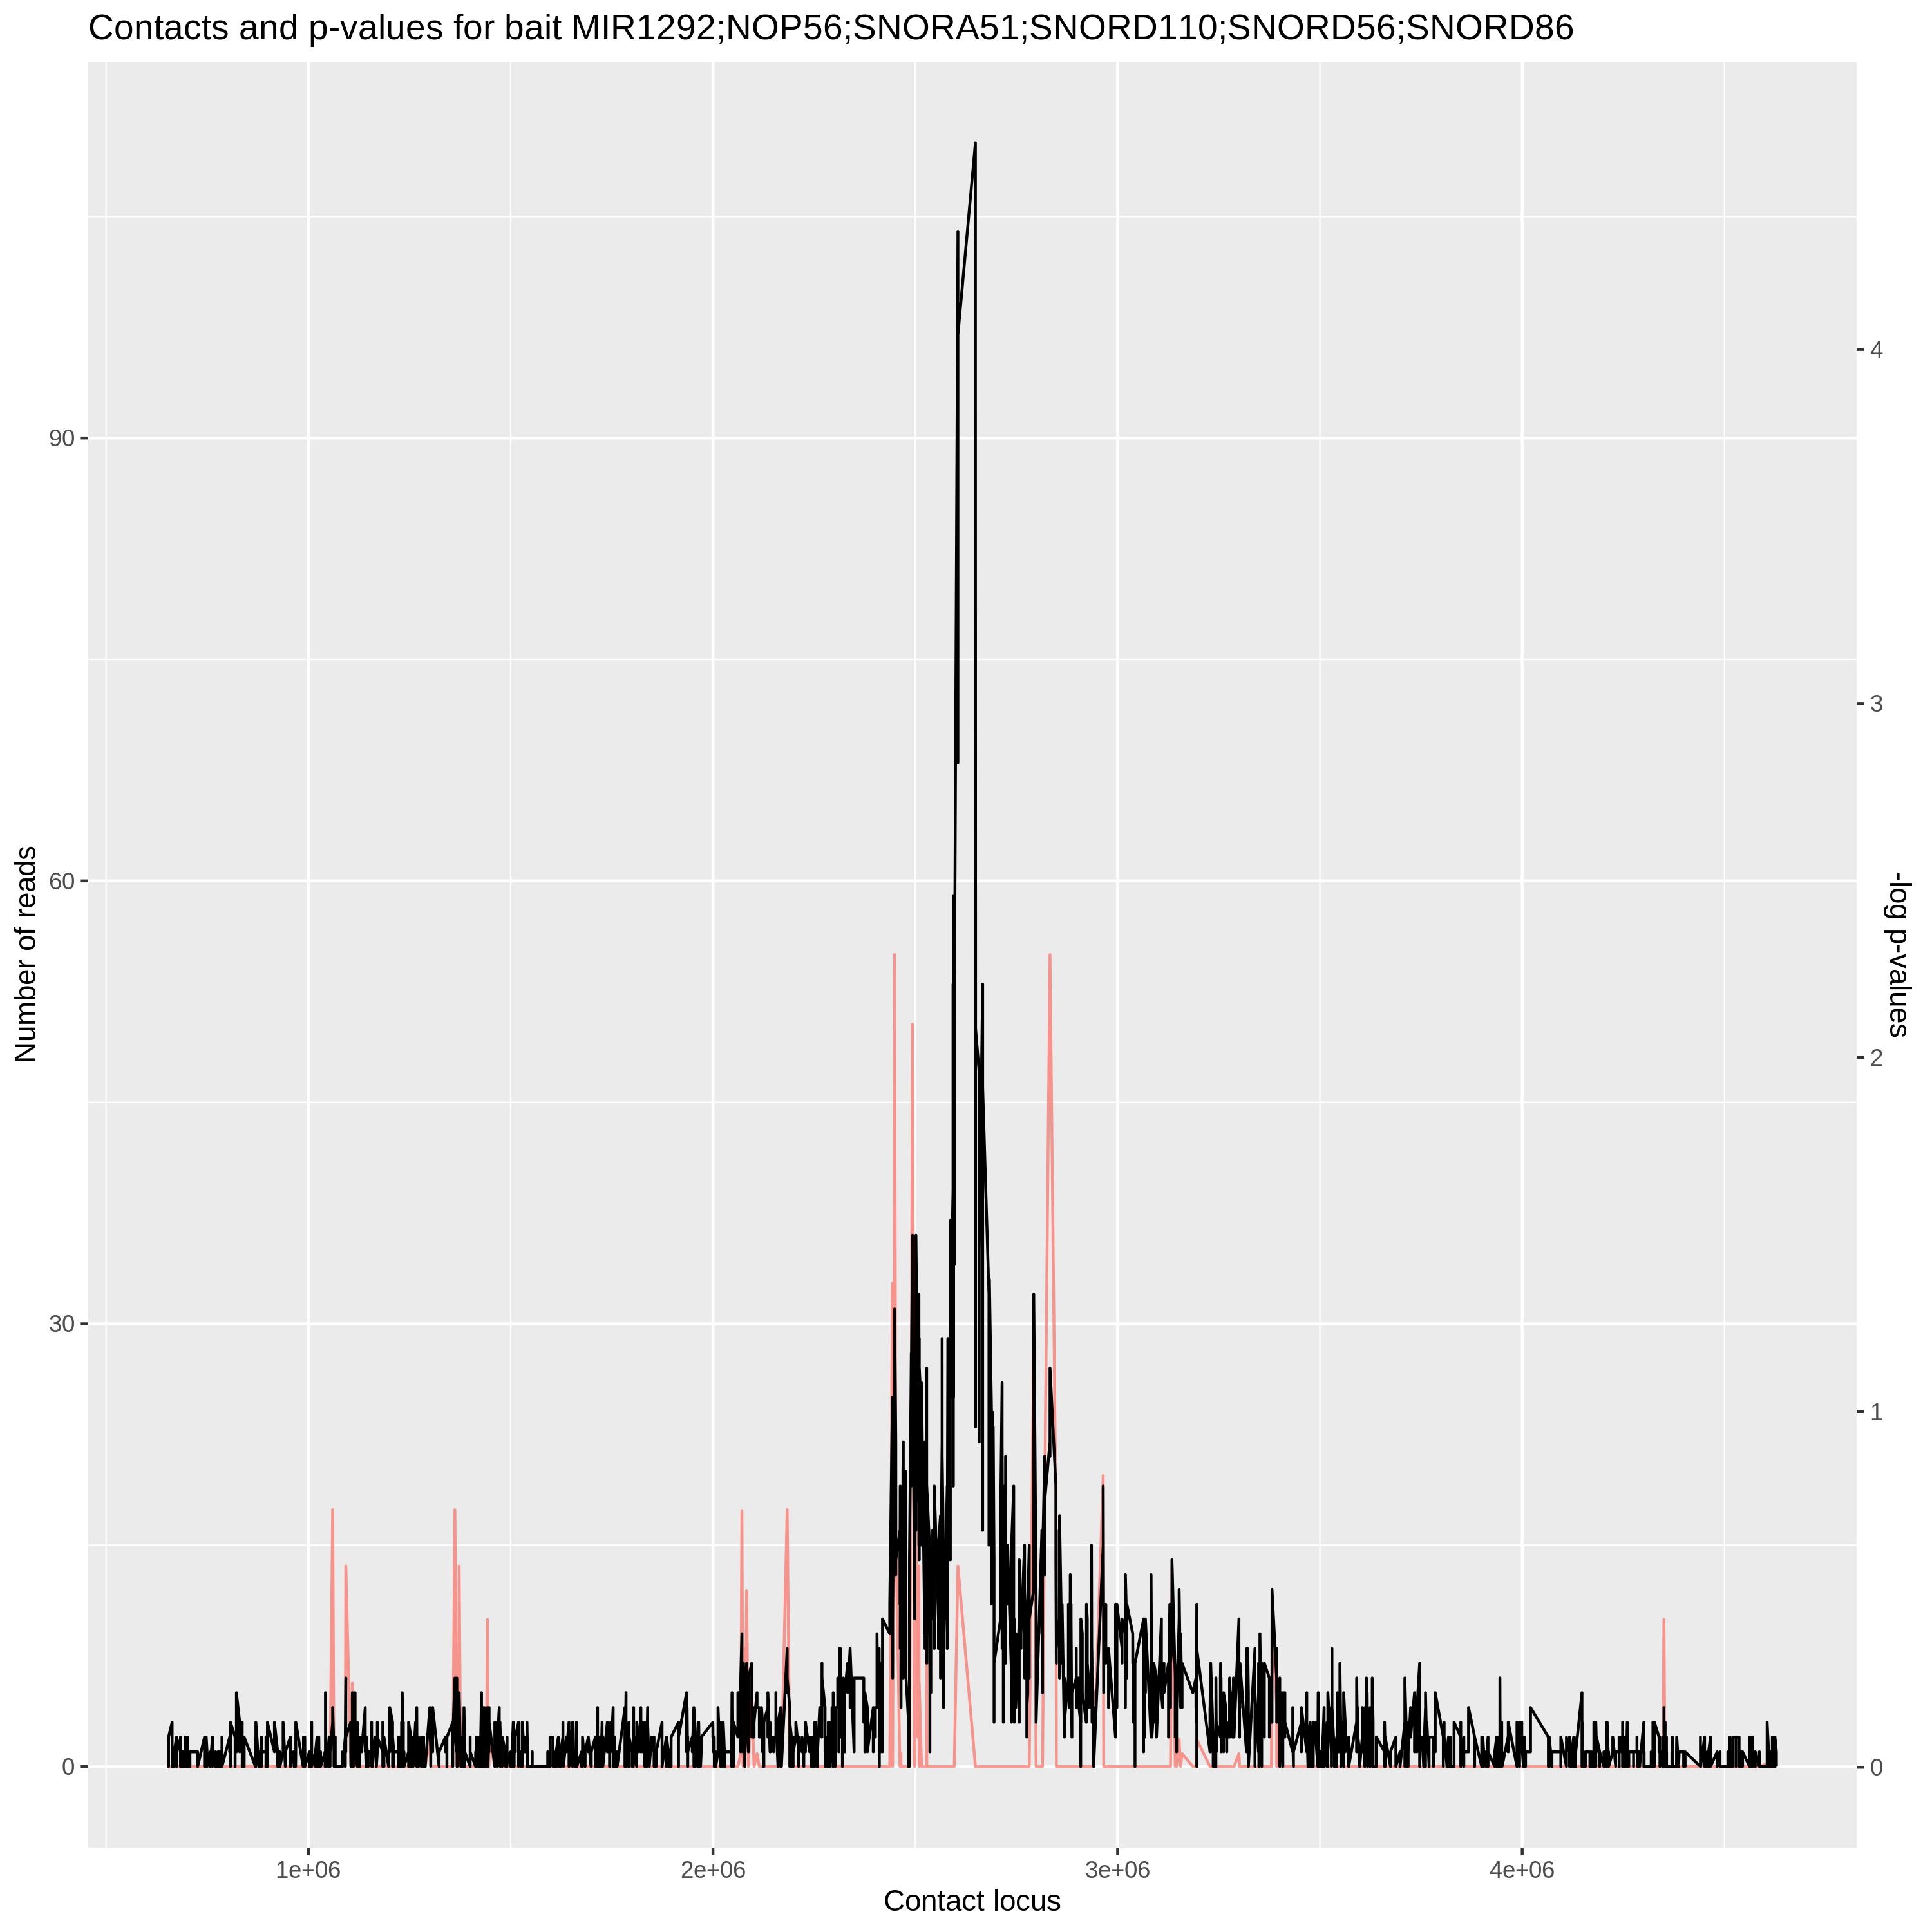 Contacts and p-values for bait MIR1292;NOP56;SNORA51;SNORD110;SNORD56;SNORD86
Number of reads
90
60
30
0
-log p-values
4
3
2
1
0
1e+06
2e+06
3e+06
4e+06
Contact locus